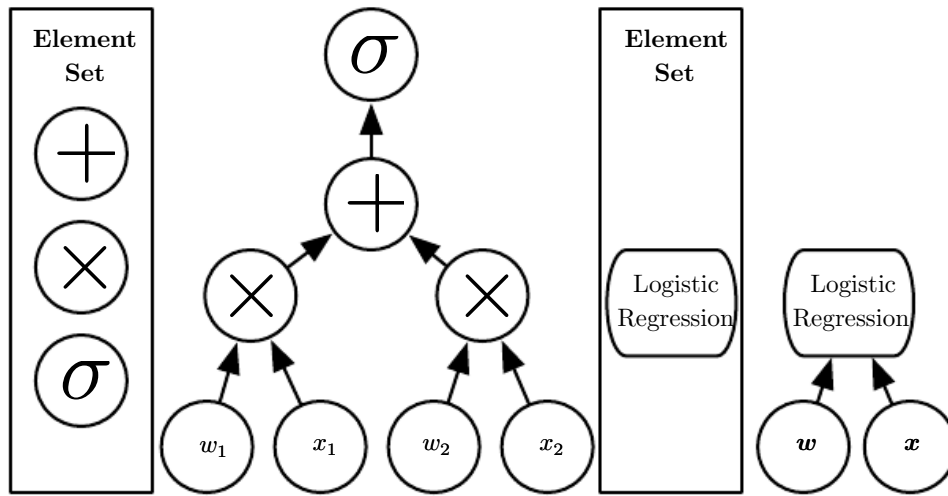 Element
Set
+
×
σ
σ
+
× ×
w₁ x₁ w₂ x₂
Element
Set
Logistic
Regression
Logistic
Regression
w x